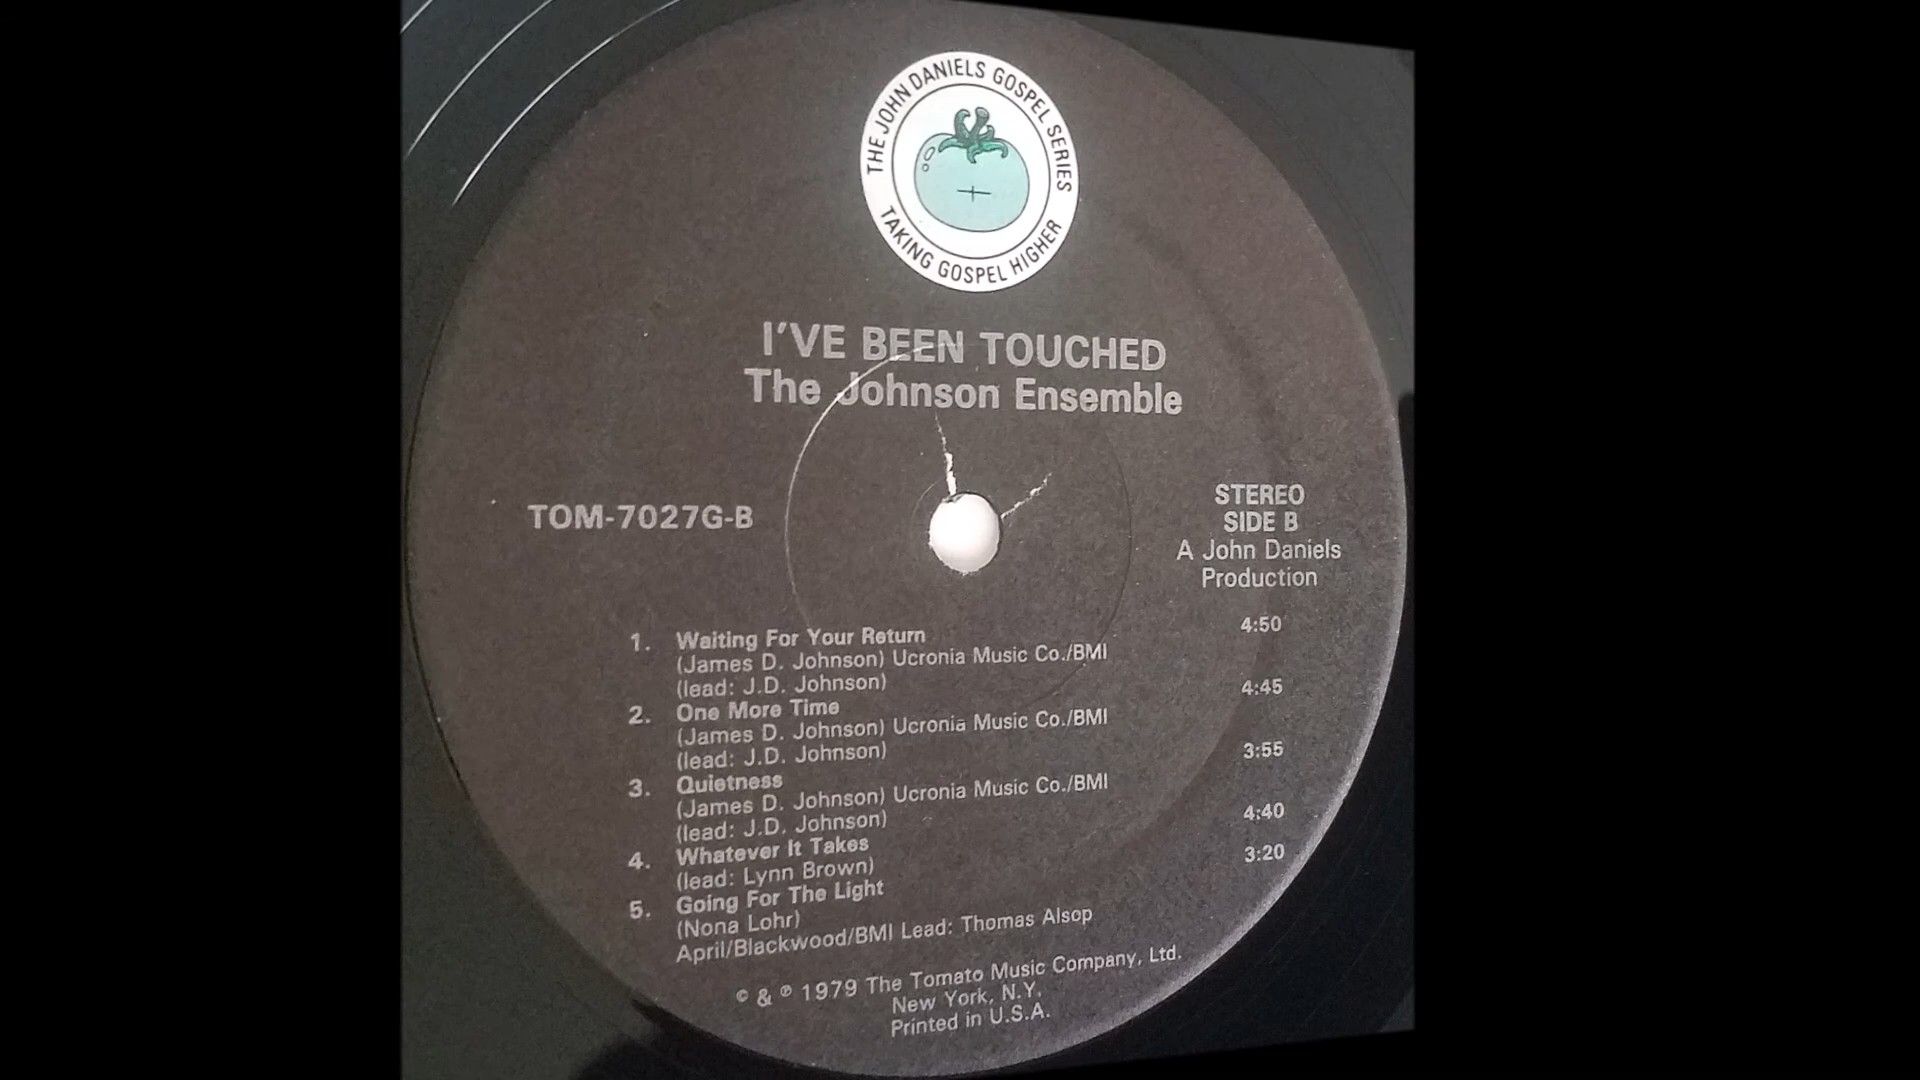 THE JOHN DANIELS GOSPEL SERIES
TAKING GOSPEL HIGHER
I'VE BEEN TOUCHED
The Johnson Ensemble
TOM-7027G-B
STEREO
SIDE B
A John Daniels
Production
1. Waiting For Your Return 4:50
(James D. Johnson) Ucronia Music Co./BMI
(lead: J.D. Johnson)
2. One More Time 4:45
(James D. Johnson) Ucronia Music Co./BMI
(lead: J.D. Johnson)
3. Quietness 3:55
(James D. Johnson) Ucronia Music Co./BMI
(lead: J.D. Johnson)
4. Whatever It Takes 4:40
(lead: Lynn Brown)
5. Going For The Light 3:20
(Nona Lohr)
April/Blackwood/BMI Lead: Thomas Alsop
© & ℗ 1979 The Tomato Music Company, Ltd.
New York, N.Y.
Printed in U.S.A.